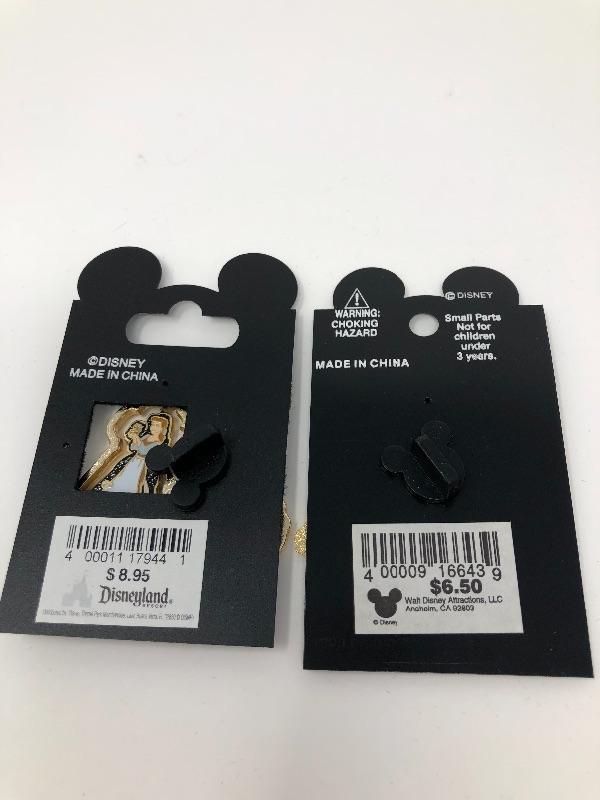 ©DISNEY
MADE IN CHINA
4 00011 17944 1
$ 8.95
Disneyland
RESORT
WARNING:
CHOKING
HAZARD
© DISNEY
Small Parts
Not for
children
under
3 years.
MADE IN CHINA
4 00009 16643 9
$6.50
Walt Disney Attractions, LLC
Anaheim, CA 92803
© Disney